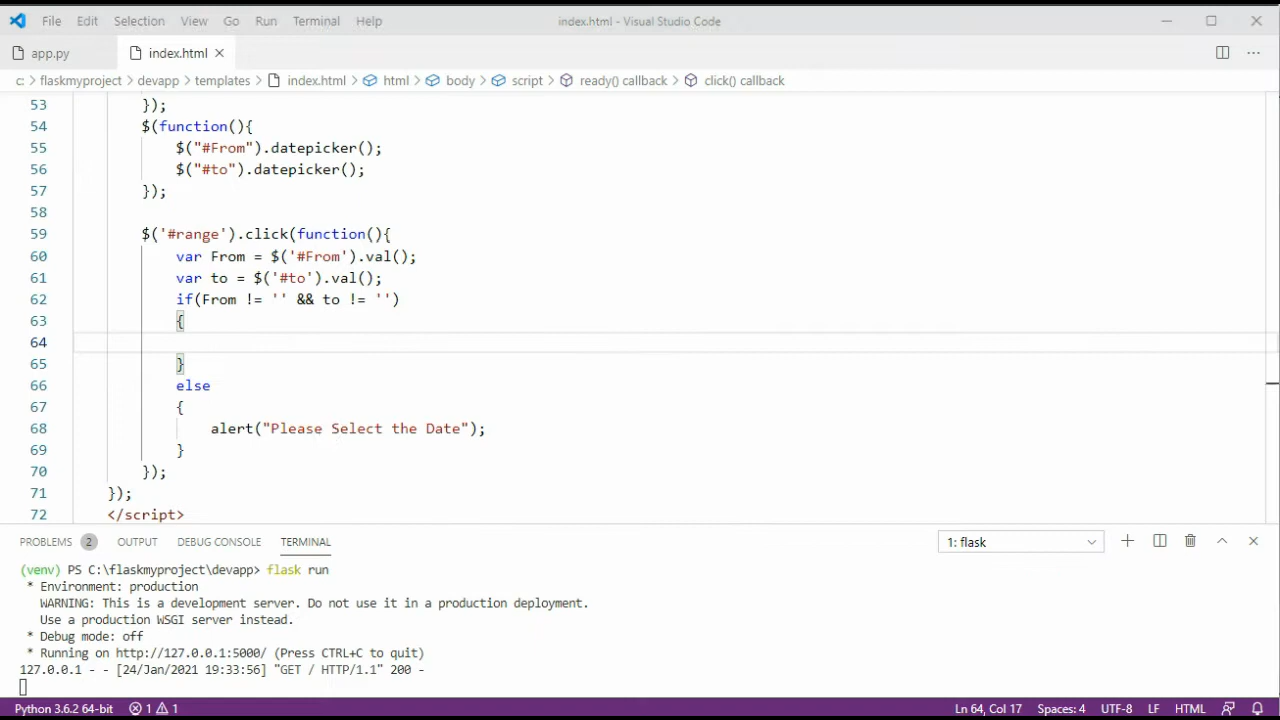 File Edit Selection View Go Run Terminal Help index.html - Visual Studio Code
app.py index.html
c: flaskmyproject devapp templates index.html html body script ready() callback click() callback
53 });
54 $(function(){
55 $("#From").datepicker();
56 $("#to").datepicker();
57 });
58
59 $('#range').click(function(){
60 var From = $('#From').val();
61 var to = $('#to').val();
62 if(From != '' && to != '')
63 {
64
65 }
66 else
67 {
68 alert("Please Select the Date");
69 }
70 });
71 });
72 </script>
PROBLEMS 2 OUTPUT DEBUG CONSOLE TERMINAL 1: flask
(venv) PS C:\flaskmyproject\devapp> flask run
* Environment: production
WARNING: This is a development server. Do not use it in a production deployment.
Use a production WSGI server instead.
* Debug mode: off
* Running on http://127.0.0.1:5000/ (Press CTRL+C to quit)
127.0.0.1 - - [24/Jan/2021 19:33:56] "GET / HTTP/1.1" 200 -
Python 3.6.2 64-bit 1 1 Ln 64, Col 17 Spaces: 4 UTF-8 LF HTML